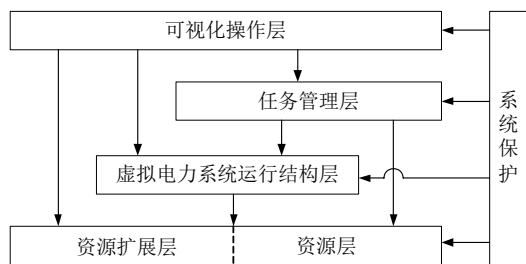 可视化操作层
任务管理层
虚拟电力系统运行结构层
资源扩展层
资源层
系统保护